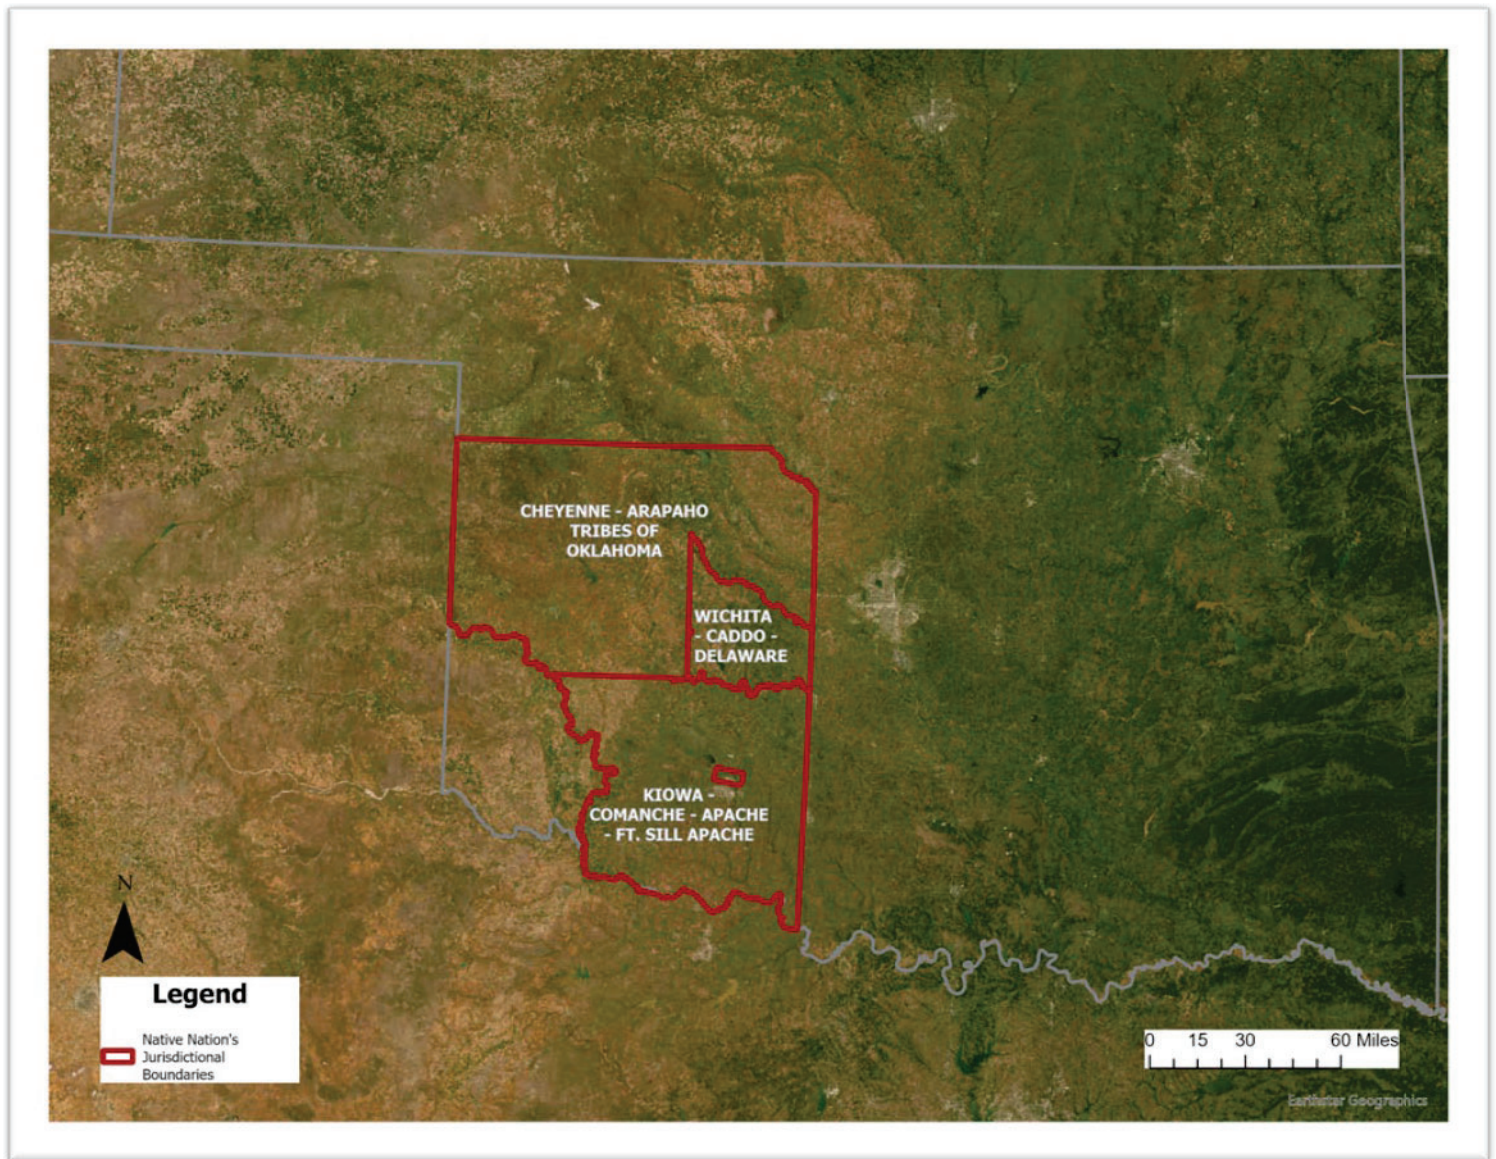 CHEYENNE - ARAPAHO
TRIBES OF
OKLAHOMA
WICHITA
- CADDO -
DELAWARE
KIOWA -
COMANCHE - APACHE
- FT. SILL APACHE
N
Legend
Native Nation's
Jurisdictional
Boundaries
0 15 30 60 Miles
Earthstar Geographics